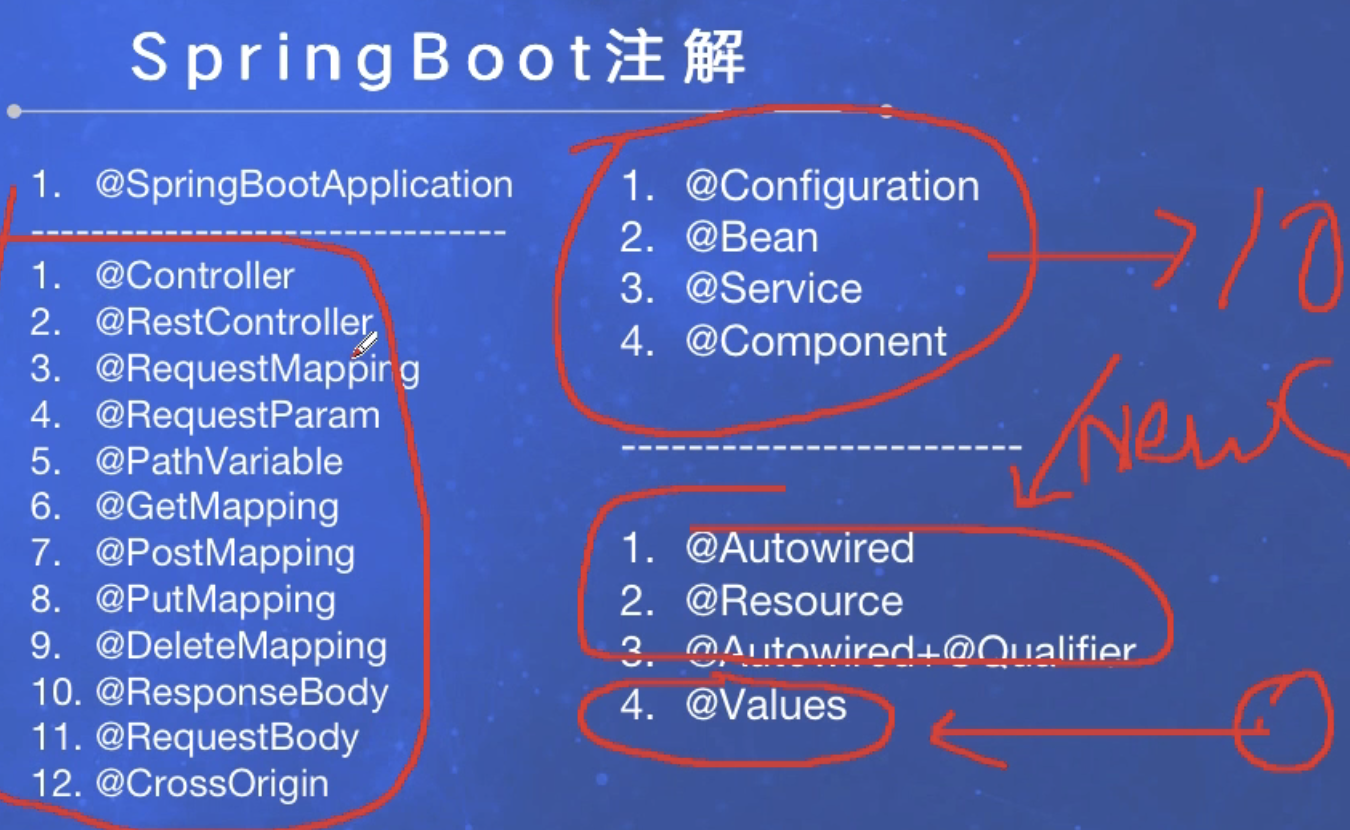 SpringBoot注解
1. @SpringBootApplication
--------------------------------
1. @Controller
2. @RestController
3. @RequestMapping
4. @RequestParam
5. @PathVariable
6. @GetMapping
7. @PostMapping
8. @PutMapping
9. @DeleteMapping
10. @ResponseBody
11. @RequestBody
12. @CrossOrigin
1. @Configuration
2. @Bean
3. @Service
4. @Component
---------------------------
1. @Autowired
2. @Resource
3. @Autowired+@Qualifier
4. @Values
New